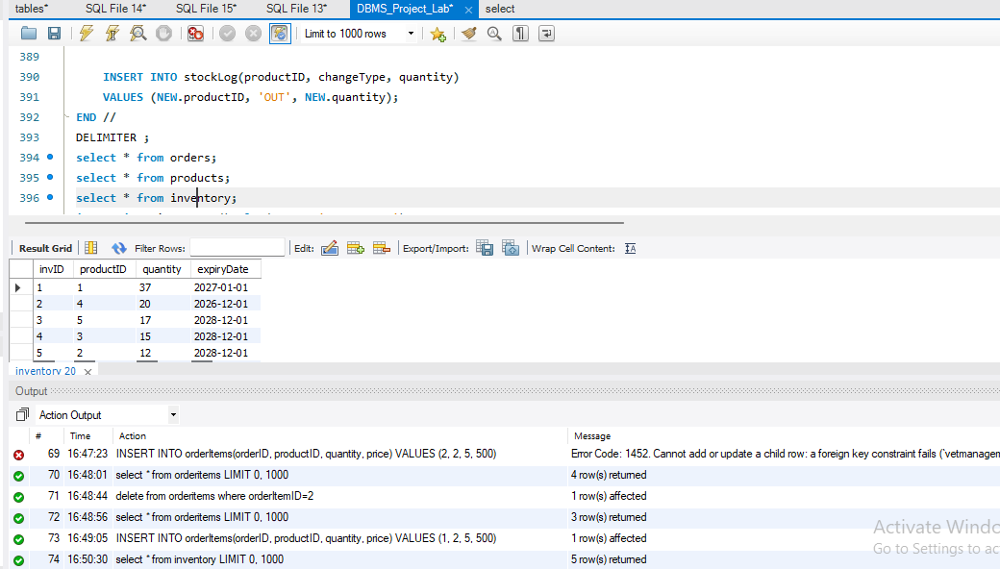 tables* SQL File 14* SQL File 15* SQL File 13* DBMS_Project_Lab* × select
Limit to 1000 rows
389
390 INSERT INTO stockLog(productID, changeType, quantity)
391 VALUES (NEW.productID, 'OUT', NEW.quantity);
392 END //
393 DELIMITER ;
394 select * from orders;
395 select * from products;
396 select * from inventory;
Result Grid Filter Rows: Edit: Export/Import: Wrap Cell Content:
invID productID quantity expiryDate
1 1 37 2027-01-01
2 4 20 2026-12-01
3 5 17 2028-12-01
4 3 15 2028-12-01
5 2 12 2028-12-01
inventory 20 ×
Output
Action Output
# Time Action Message
69 16:47:23 INSERT INTO orderItems(orderID, productID, quantity, price) VALUES (2, 2, 5, 500) Error Code: 1452. Cannot add or update a child row: a foreign key constraint fails (`vetmanagem
70 16:48:01 select * from orderitems LIMIT 0, 1000 4 row(s) returned
71 16:48:44 delete from orderitems where orderItemID=2 1 row(s) affected
72 16:48:56 select * from orderitems LIMIT 0, 1000 3 row(s) returned
73 16:49:05 INSERT INTO orderItems(orderID, productID, quantity, price) VALUES (1, 2, 5, 500) 1 row(s) affected
74 16:50:30 select * from inventory LIMIT 0, 1000 5 row(s) returned
Activate Windo
Go to Settings to ac